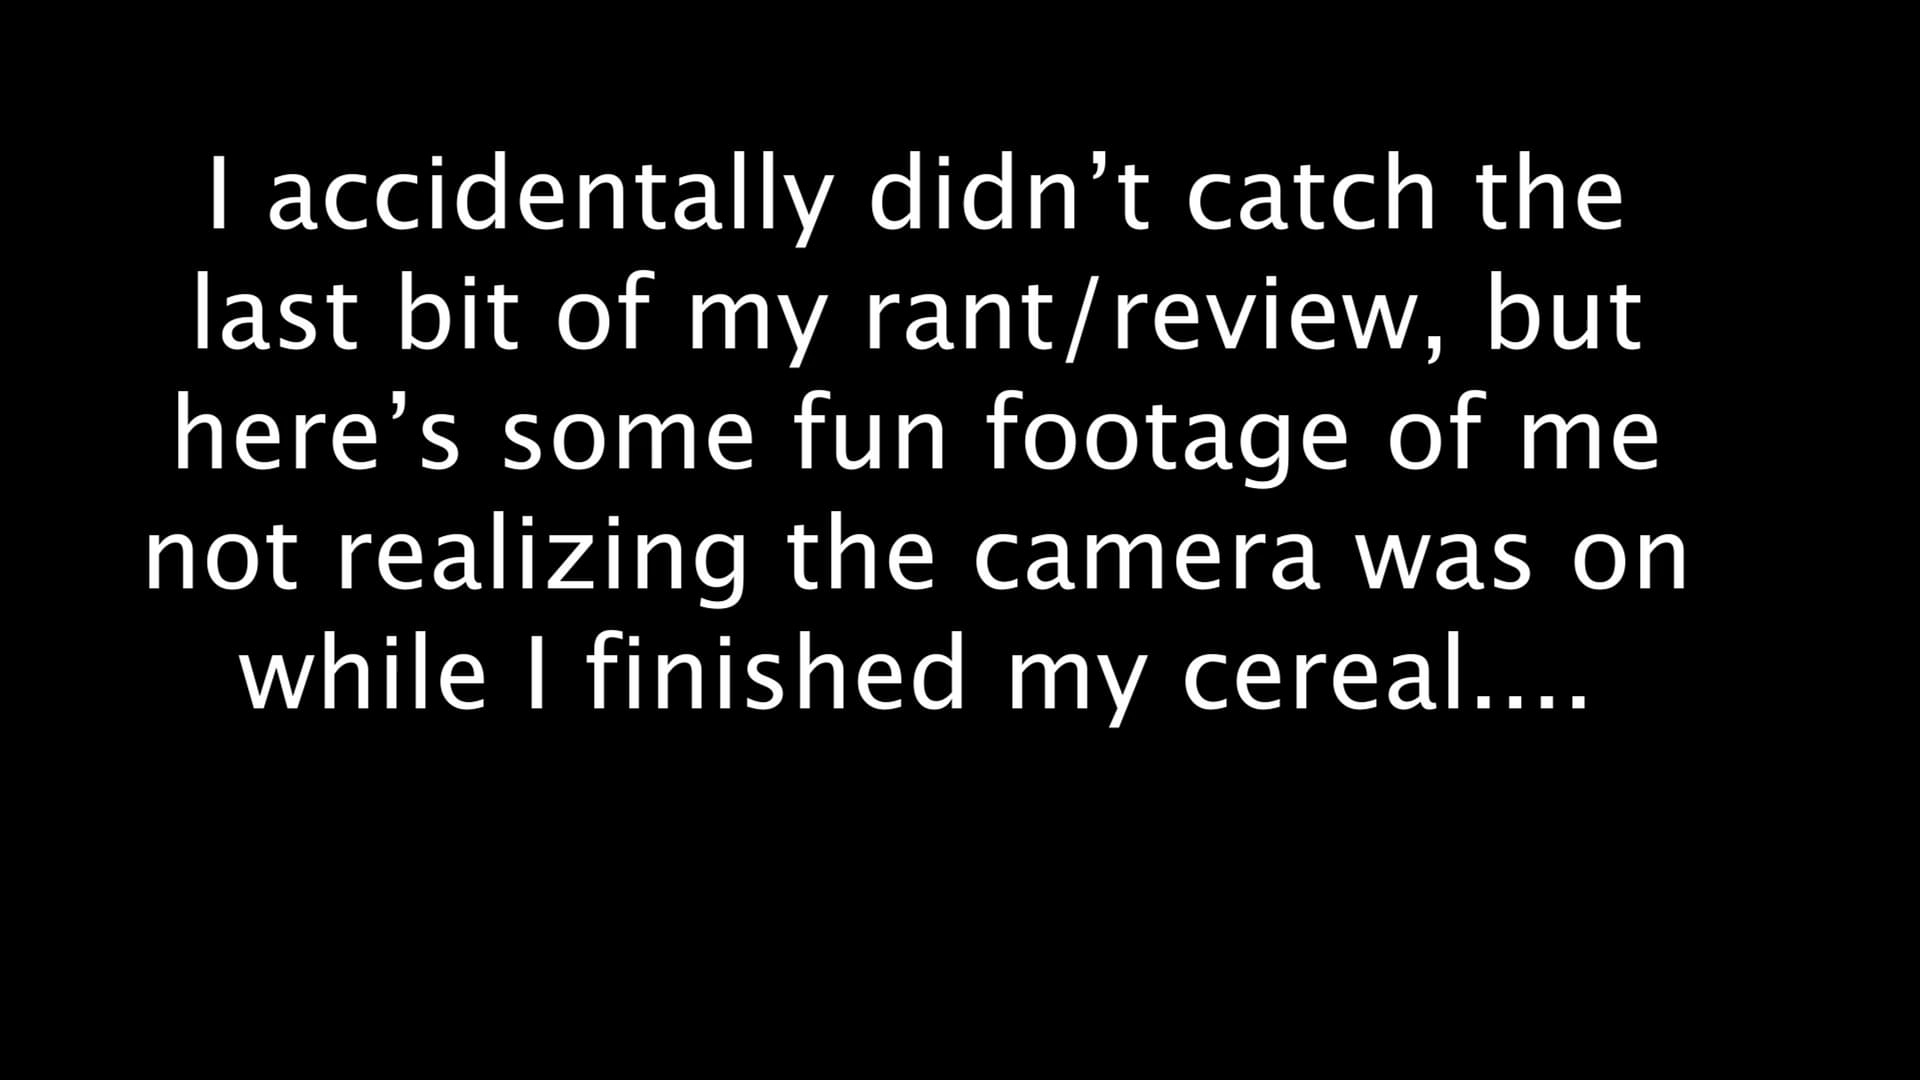 I accidentally didn’t catch the
last bit of my rant/review, but
here’s some fun footage of me
not realizing the camera was on
while I finished my cereal....